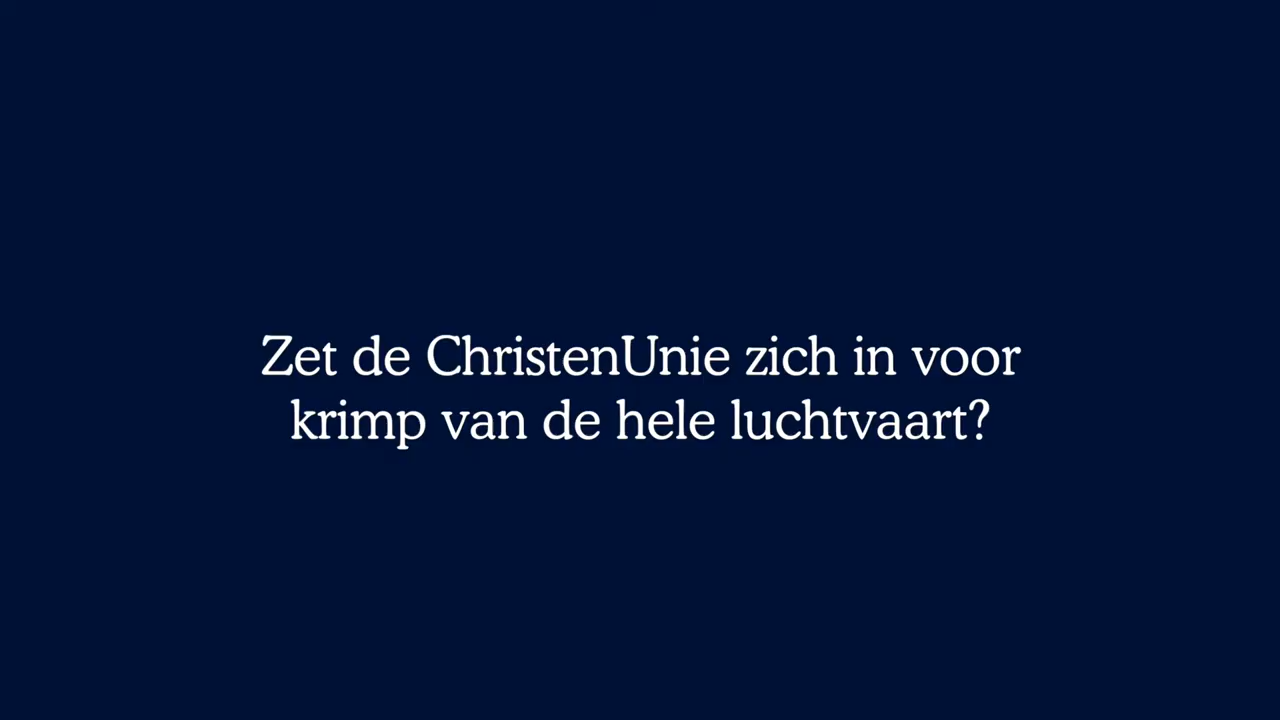 Zet de ChristenUnie zich in voor
krimp van de hele luchtvaart?